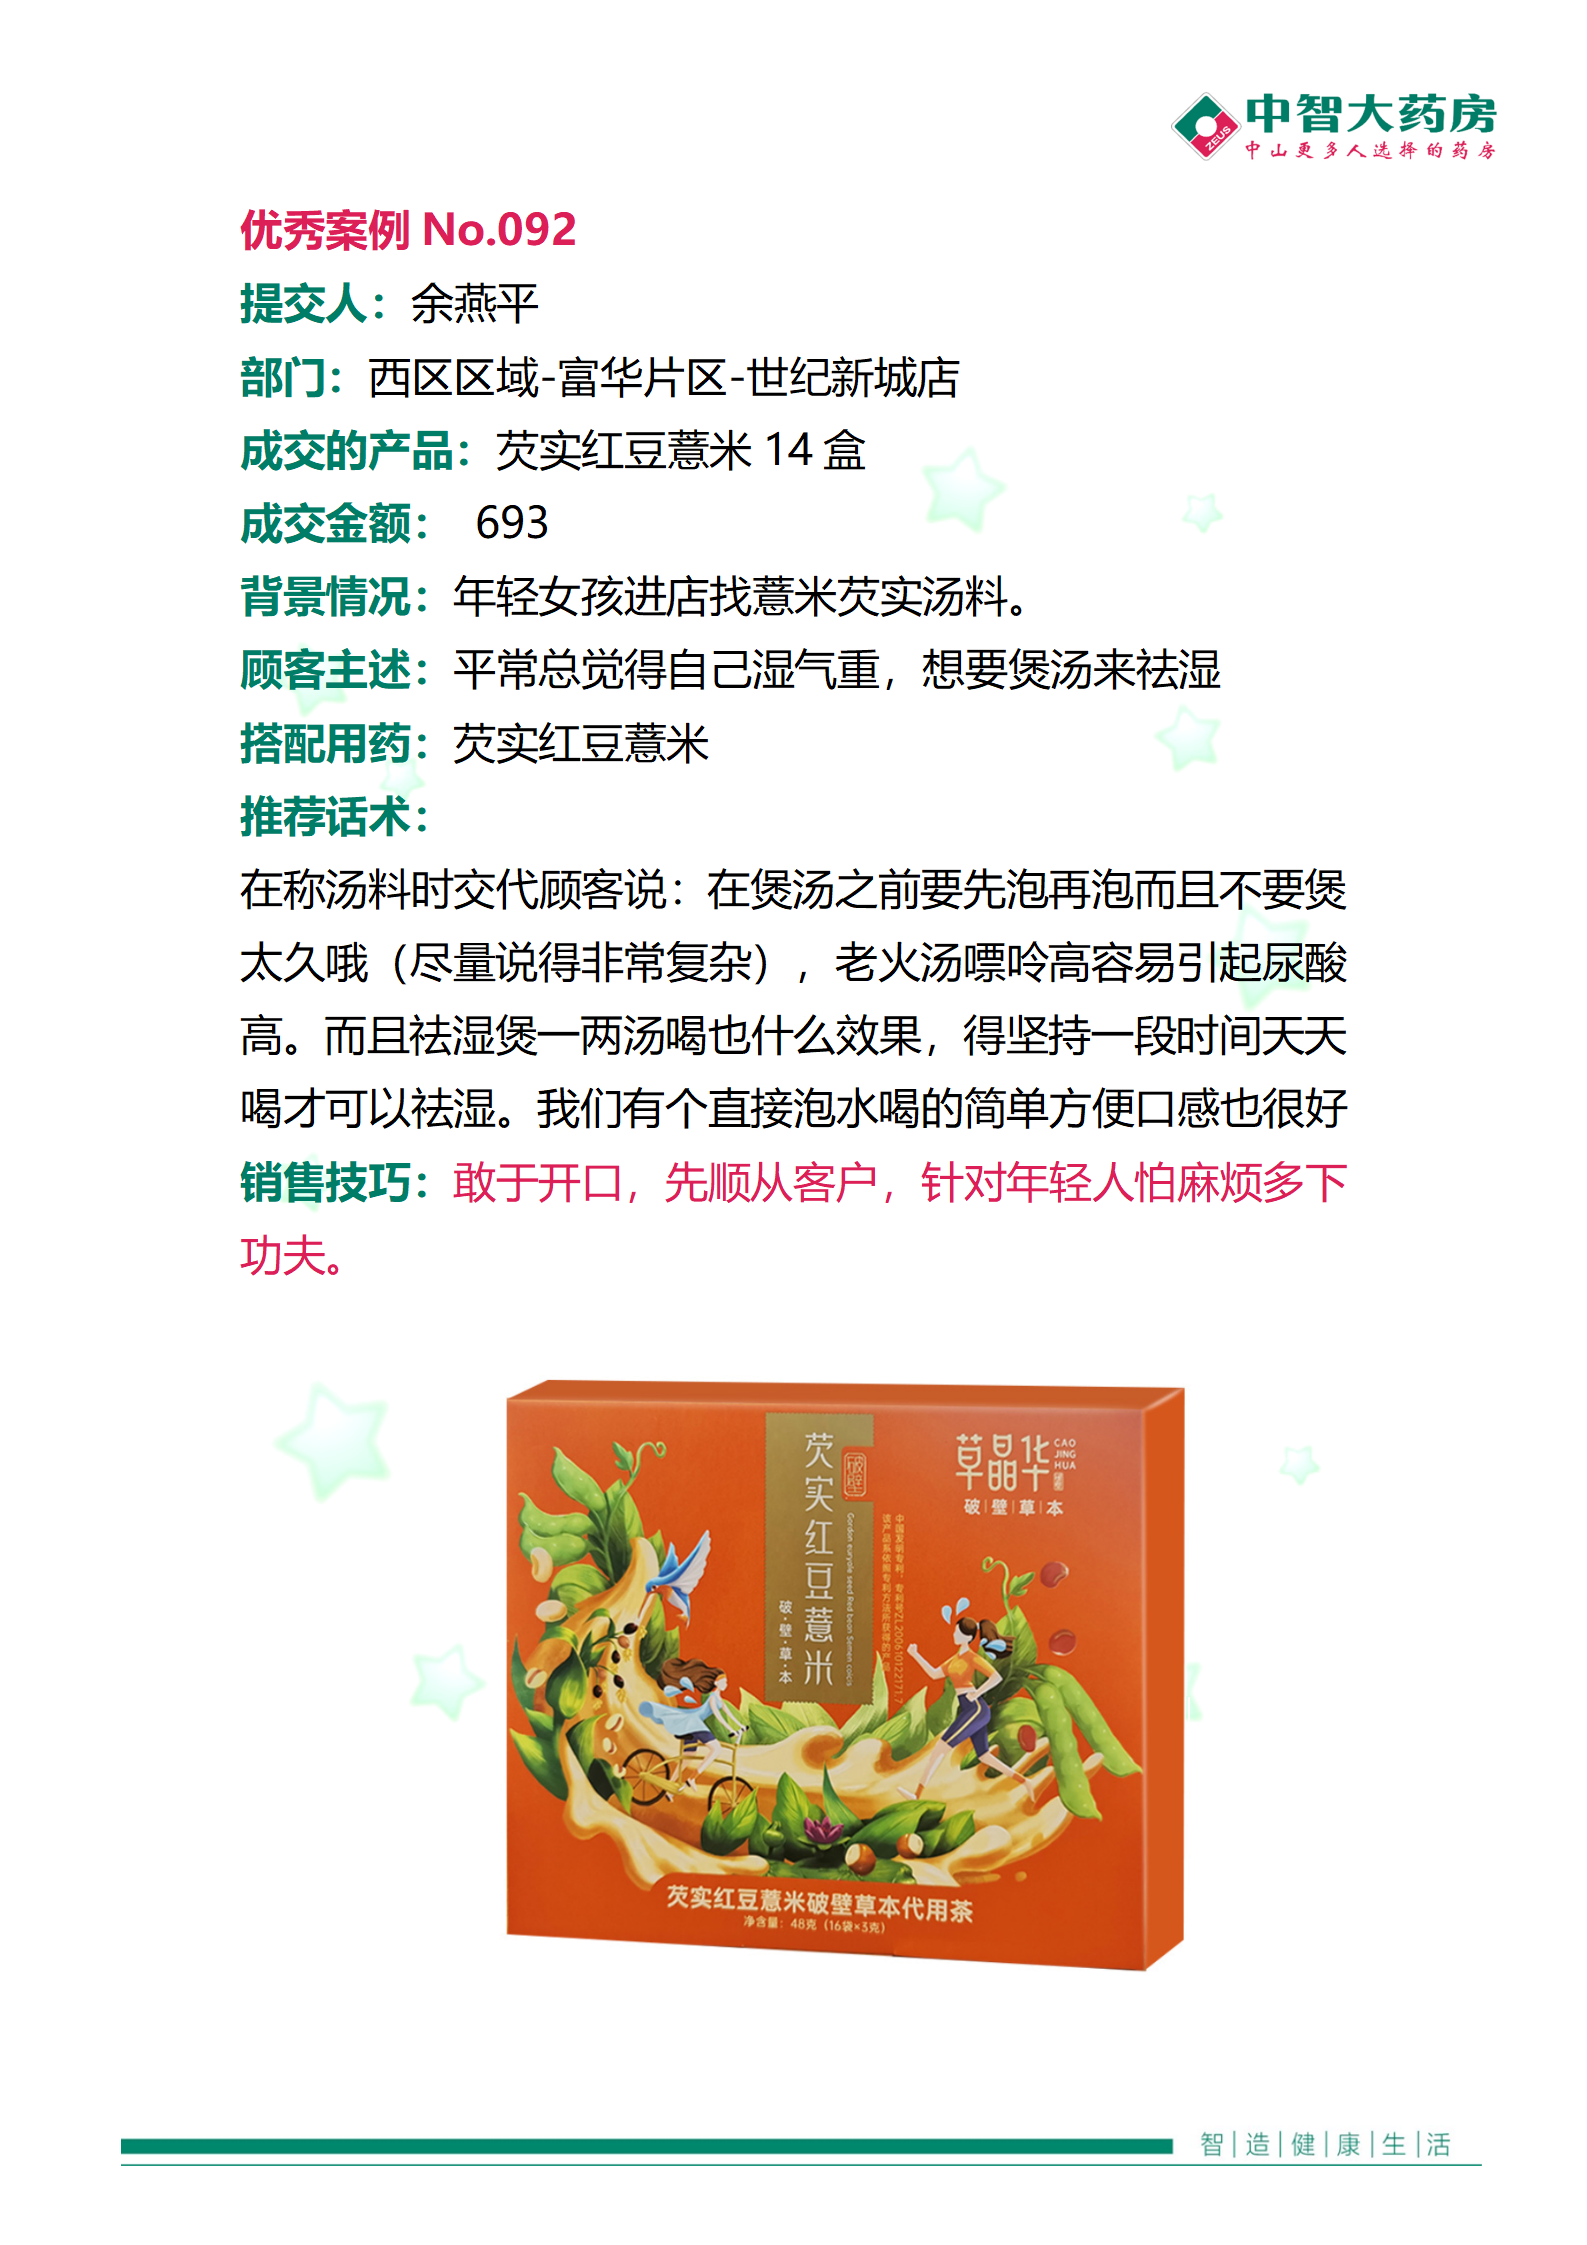 中智大药房
ZEUS
中山更多人选择的药房
优秀案例 No.092
提交人：余燕平
部门：西区区域-富华片区-世纪新城店
成交的产品：芡实红豆薏米 14 盒
成交金额： 693
背景情况：年轻女孩进店找薏米芡实汤料。
顾客主述：平常总觉得自己湿气重，想要煲汤来祛湿
搭配用药：芡实红豆薏米
推荐话术：
在称汤料时交代顾客说：在煲汤之前要先泡再泡而且不要煲
太久哦（尽量说得非常复杂），老火汤嘌呤高容易引起尿酸
高。而且祛湿煲一两汤喝也什么效果，得坚持一段时间天天
喝才可以祛湿。我们有个直接泡水喝的简单方便口感也很好
销售技巧：敢于开口，先顺从客户，针对年轻人怕麻烦多下
功夫。
芡实红豆薏米
破壁
Gordon euryale seed Red bean Semen coicis
破·壁·草·本
草晶华
CAO
JING
HUA
破|壁|草|本
中国发明专利，专利号ZL200610122171.7
该产品系依照专利方法所获得的产品
芡实红豆薏米破壁草本代用茶
净含量：48克（16袋×3克）
智|造|健|康|生|活